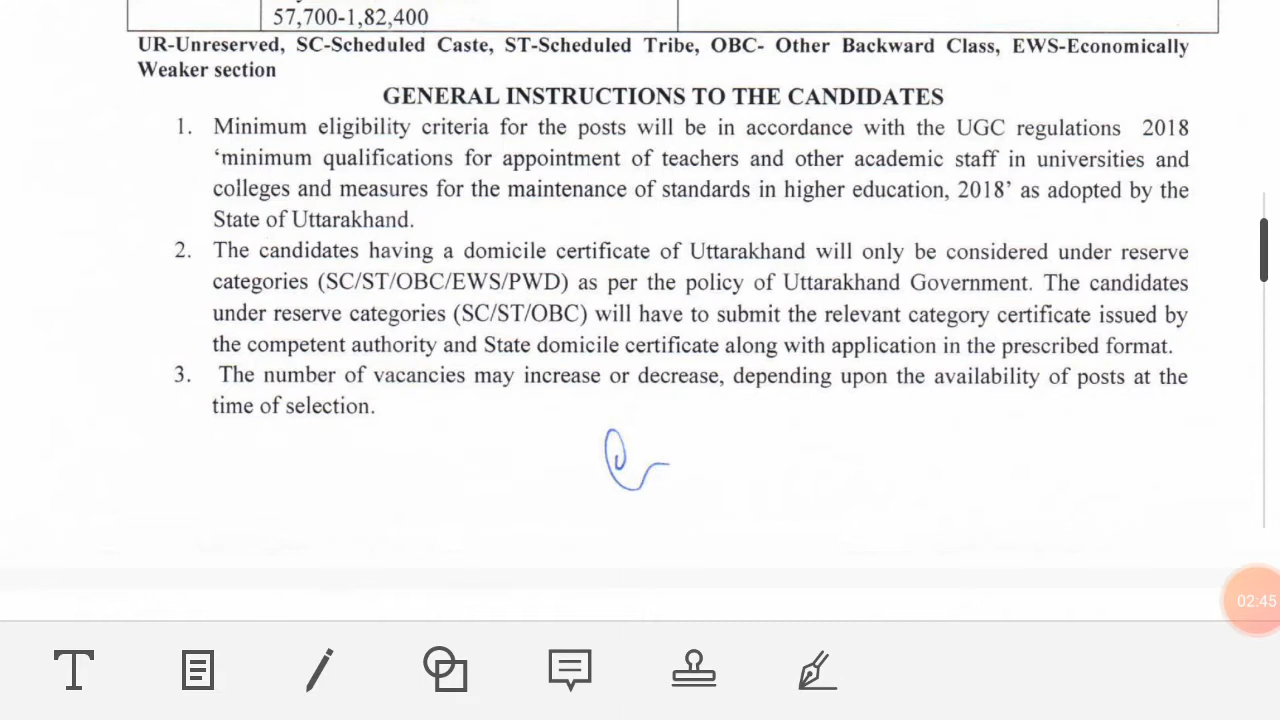 57,700-1,82,400
UR-Unreserved, SC-Scheduled Caste, ST-Scheduled Tribe, OBC- Other Backward Class, EWS-Economically
Weaker section
GENERAL INSTRUCTIONS TO THE CANDIDATES
1. Minimum eligibility criteria for the posts will be in accordance with the UGC regulations 2018
‘minimum qualifications for appointment of teachers and other academic staff in universities and
colleges and measures for the maintenance of standards in higher education, 2018’ as adopted by the
State of Uttarakhand.
2. The candidates having a domicile certificate of Uttarakhand will only be considered under reserve
categories (SC/ST/OBC/EWS/PWD) as per the policy of Uttarakhand Government. The candidates
under reserve categories (SC/ST/OBC) will have to submit the relevant category certificate issued by
the competent authority and State domicile certificate along with application in the prescribed format.
3. The number of vacancies may increase or decrease, depending upon the availability of posts at the
time of selection.
02:45
T